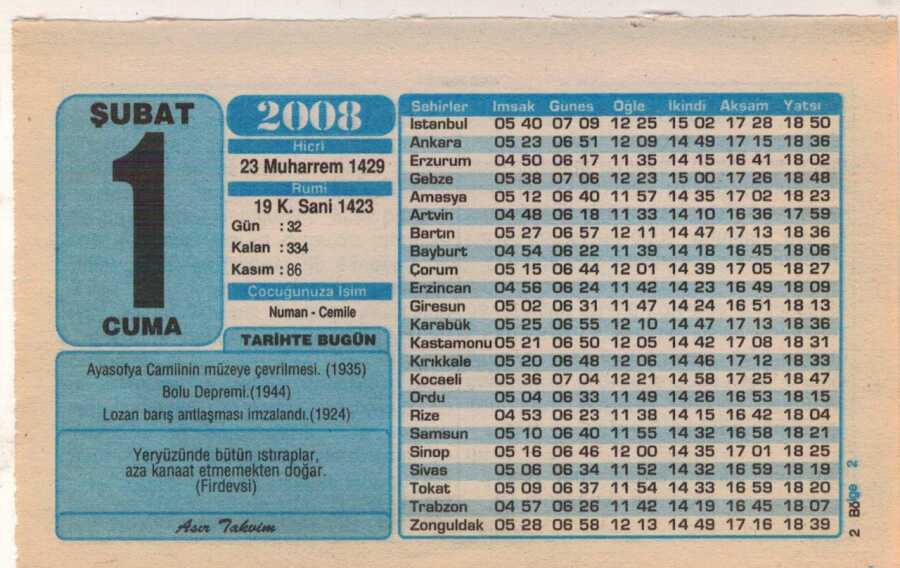 ŞUBAT
1
CUMA
2008
Hicri
23 Muharrem 1429
Rumi
19 K. Sani 1423
Gün : 32
Kalan : 334
Kasım : 86
Çocuğunuza İsim
Numan - Cemile
TARİHTE BUGÜN
Ayasofya Camiinin müzeye çevrilmesi. (1935)
Bolu Depremi.(1944)
Lozan barış antlaşması imzalandı.(1924)
Yeryüzünde bütün ıstıraplar,
aza kanaat etmemekten doğar.
(Firdevsi)
Asır Takvim
Şehirler İmsak Güneş Öğle İkindi Akşam Yatsı
İstanbul 05 40 07 09 12 25 15 02 17 28 18 50
Ankara 05 23 06 51 12 09 14 49 17 15 18 36
Erzurum 04 50 06 17 11 35 14 15 16 41 18 02
Gebze 05 38 07 06 12 23 15 00 17 26 18 48
Amasya 05 12 06 40 11 57 14 35 17 02 18 23
Artvin 04 48 06 18 11 33 14 10 16 36 17 59
Bartın 05 27 06 57 12 11 14 47 17 13 18 36
Bayburt 04 54 06 22 11 39 14 18 16 45 18 06
Çorum 05 15 06 44 12 01 14 39 17 05 18 27
Erzincan 04 56 06 24 11 42 14 23 16 49 18 09
Giresun 05 02 06 31 11 47 14 24 16 51 18 13
Karabük 05 25 06 55 12 10 14 47 17 13 18 36
Kastamonu 05 21 06 50 12 05 14 42 17 08 18 31
Kırıkkale 05 20 06 48 12 06 14 46 17 12 18 33
Kocaeli 05 36 07 04 12 21 14 58 17 25 18 47
Ordu 05 04 06 33 11 49 14 26 16 53 18 15
Rize 04 53 06 23 11 38 14 15 16 42 18 04
Samsun 05 10 06 40 11 55 14 32 16 58 18 21
Sinop 05 16 06 46 12 00 14 35 17 01 18 25
Sivas 05 06 06 34 11 52 14 32 16 59 18 19
Tokat 05 09 06 37 11 54 14 33 16 59 18 20
Trabzon 04 57 06 26 11 42 14 19 16 45 18 07
Zonguldak 05 28 06 58 12 13 14 49 17 16 18 39
2 Bölge 2